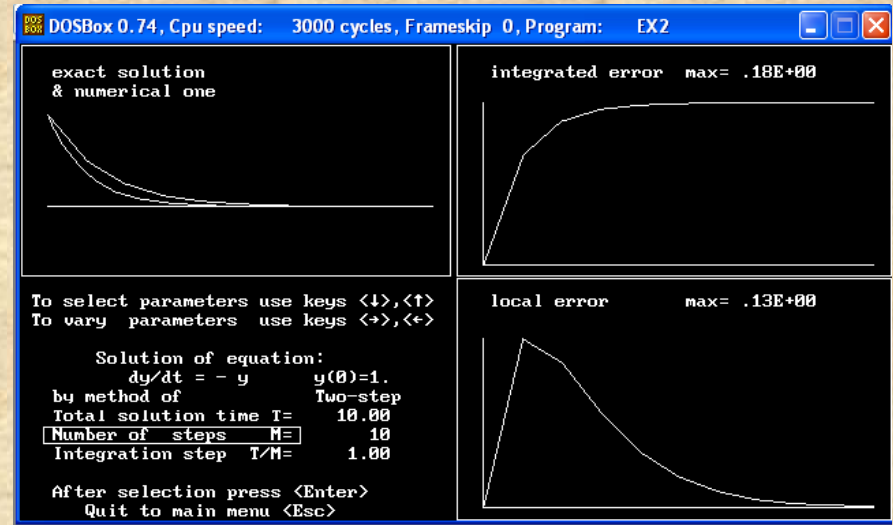 DOS BOX DOSBox 0.74, Cpu speed: 3000 cycles, Frameskip 0, Program: EX2
exact solution
& numerical one
integrated error max= .18E+00
To select parameters use keys <↓>,<↑>
To vary parameters use keys <→>,<←>
Solution of equation:
dy/dt = - y y(0)=1.
by method of Two-step
Total solution time T= 10.00
Number of steps M= 10
Integration step T/M= 1.00
After selection press <Enter>
Quit to main menu <Esc>
local error max= .13E+00